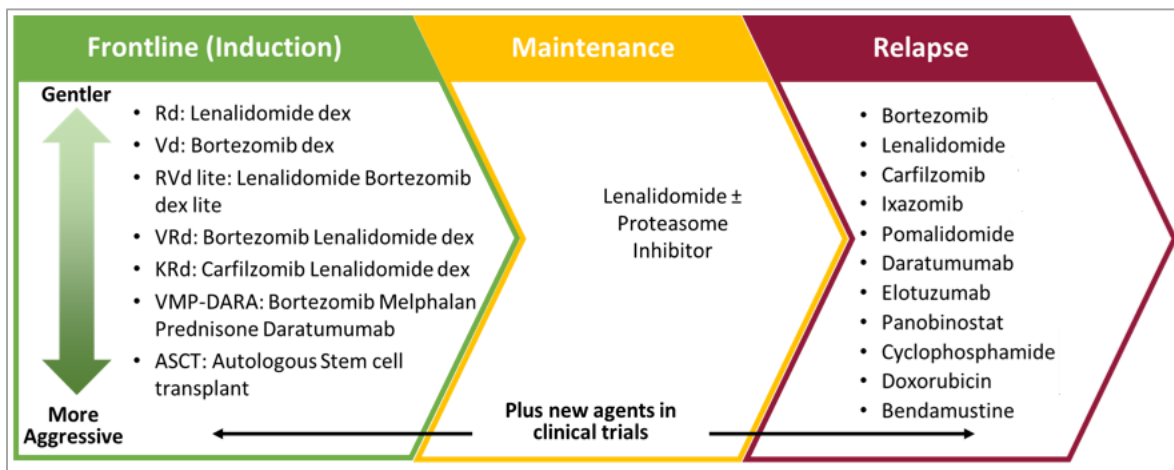 Frontline (Induction)
Maintenance
Relapse
Gentler
More
Aggressive
• Rd: Lenalidomide dex
• Vd: Bortezomib dex
• RVd lite: Lenalidomide Bortezomib
dex lite
• VRd: Bortezomib Lenalidomide dex
• KRd: Carfilzomib Lenalidomide dex
• VMP-DARA: Bortezomib Melphalan
Prednisone Daratumumab
• ASCT: Autologous Stem cell
transplant
Lenalidomide ±
Proteasome
Inhibitor
Plus new agents in
clinical trials
• Bortezomib
• Lenalidomide
• Carfilzomib
• Ixazomib
• Pomalidomide
• Daratumumab
• Elotuzumab
• Panobinostat
• Cyclophosphamide
• Doxorubicin
• Bendamustine